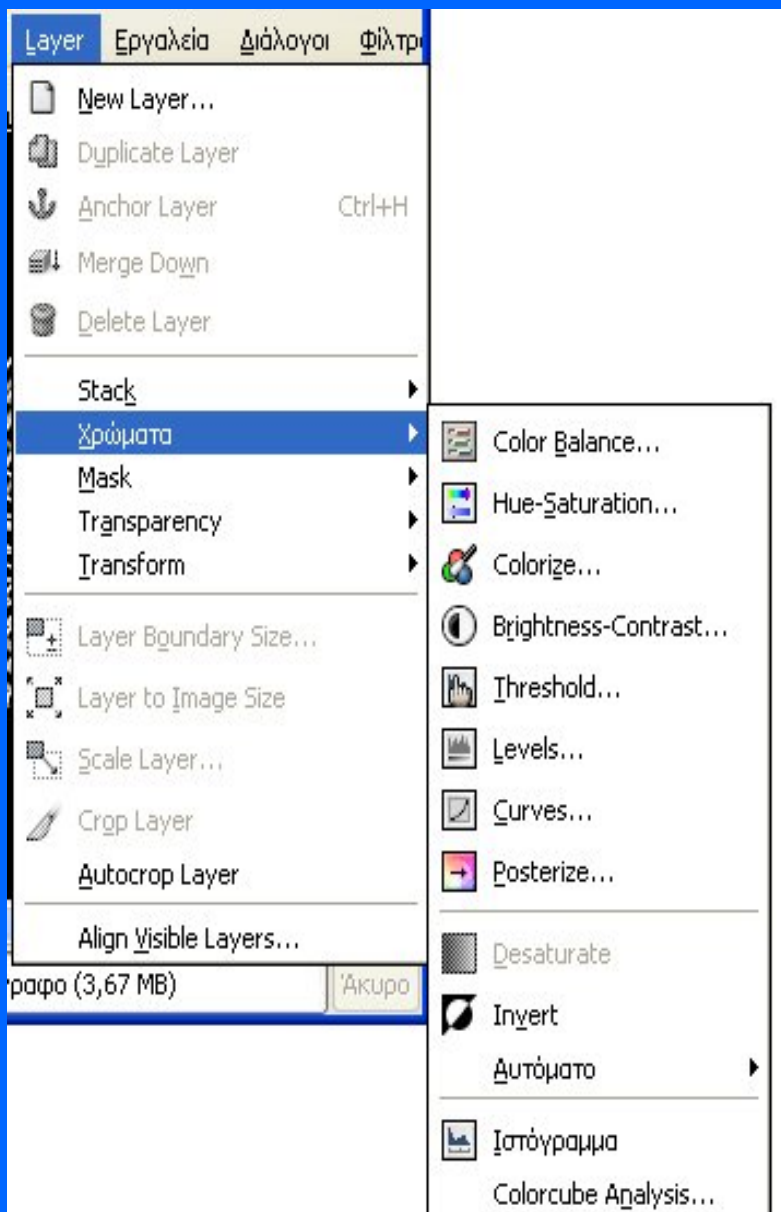 Layer Εργαλεία Διάλογοι Φίλτρ
New Layer...
Duplicate Layer
Anchor Layer Ctrl+H
Merge Down
Delete Layer
Stack
Χρώματα
Mask
Transparency
Transform
Layer Boundary Size...
Layer to Image Size
Scale Layer...
Crop Layer
Autocrop Layer
Align Visible Layers...
γραφο (3,67 MB) Άκυρο
Color Balance...
Hue-Saturation...
Colorize...
Brightness-Contrast...
Threshold...
Levels...
Curves...
Posterize...
Desaturate
Invert
Αυτόματο
Ιστόγραμμα
Colorcube Analysis...